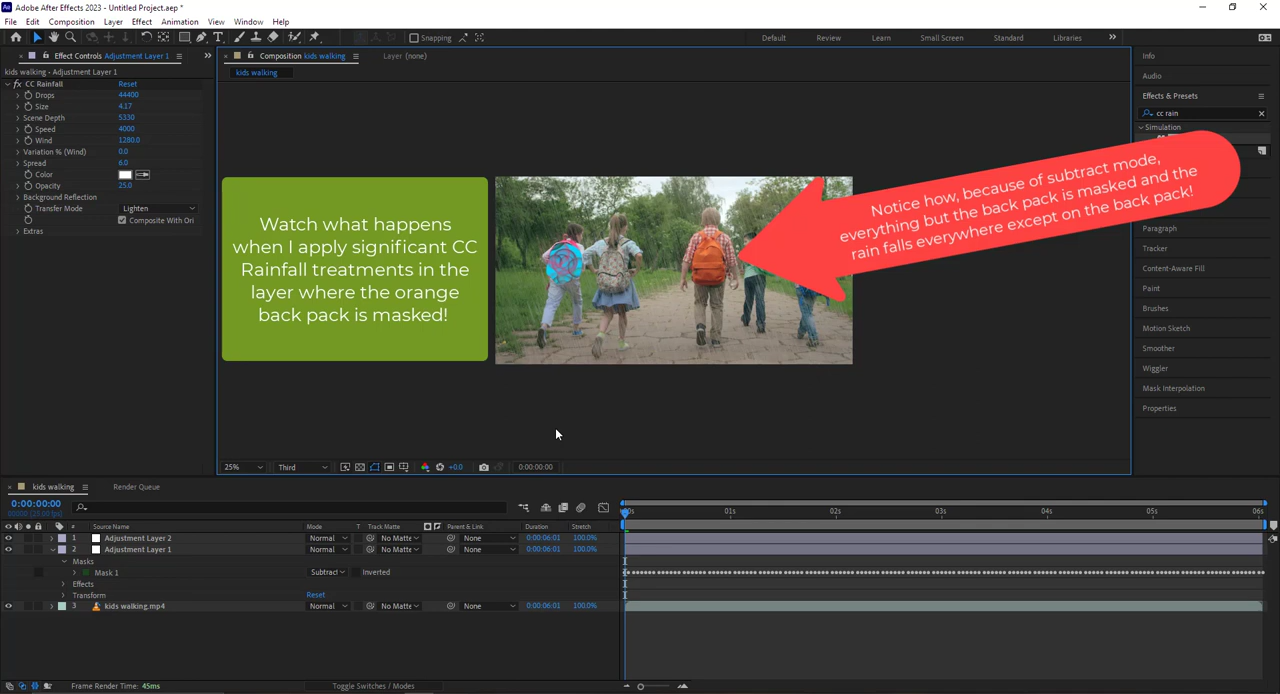 Adobe After Effects 2023 - Untitled Project.aep *
File Edit Composition Layer Effect Animation View Window Help
Snapping
Default Review Learn Small Screen Standard Libraries
Effect Controls Adjustment Layer 1
kids walking - Adjustment Layer 1
fx CC Rainfall Reset
Drops 44400
Size 4.17
Scene Depth 5330
Speed 4000
Wind 1280.0
Variation % (Wind) 0.0
Spread 6.0
Color
Opacity 25.0
Background Reflection
Transfer Mode Lighten
Composite With Ori
Extras
Composition kids walking
Layer (none)
kids walking
Watch what happens
when I apply significant CC
Rainfall treatments in the
layer where the orange
back pack is masked!
Notice how, because of subtract mode,
everything but the back pack is masked and the
rain falls everywhere except on the back pack!
25% Third +0.0 0:00:00:00
Info
Audio
Effects & Presets
cc rain
Simulation
Paragraph
Tracker
Content-Aware Fill
Paint
Brushes
Motion Sketch
Smoother
Wiggler
Mask Interpolation
Properties
kids walking Render Queue
0:00:00:00
# Source Name Mode T Track Matte Parent & Link Duration Stretch
01s 02s 03s 04s 05s 06s
1 Adjustment Layer 2 Normal No Matte None 0:00:06:01 100.0%
2 Adjustment Layer 1 Normal No Matte None 0:00:06:01 100.0%
Masks
Mask 1 Subtract Inverted
Effects
Transform Reset
3 kids walking.mp4 Normal No Matte None 0:00:06:01 100.0%
Frame Render Time: 45ms Toggle Switches / Modes